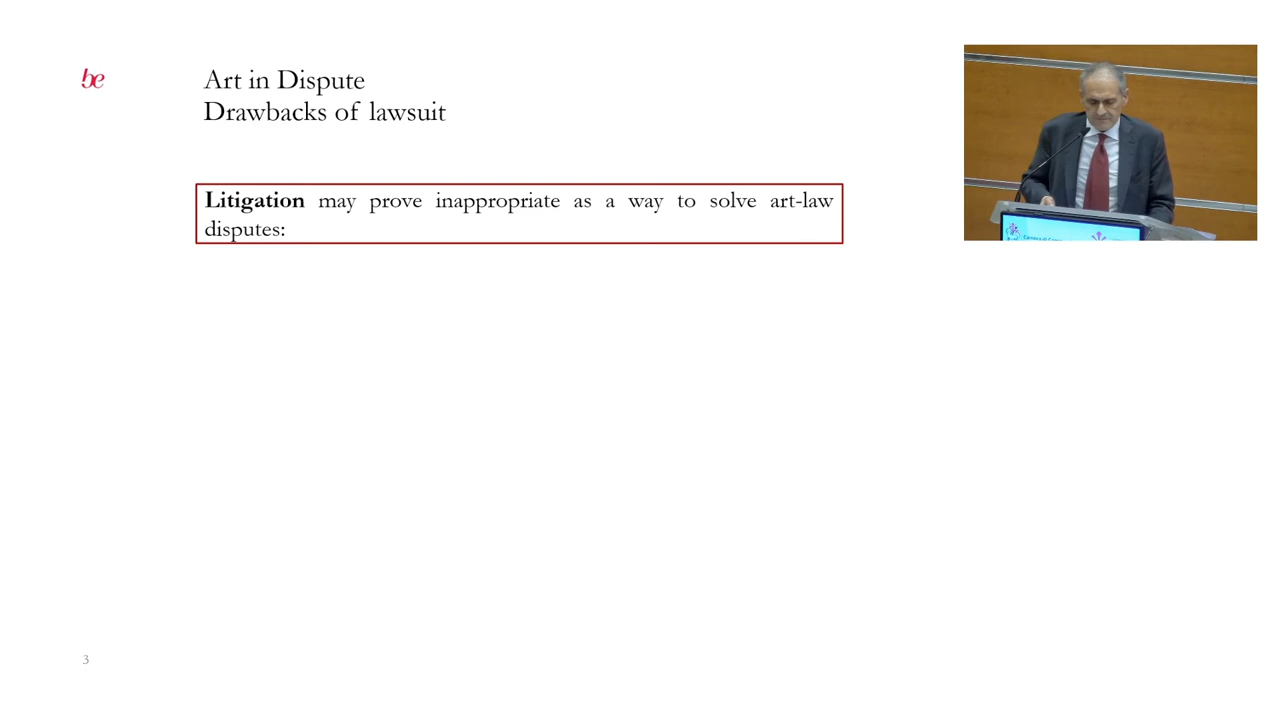 be
Art in Dispute
Drawbacks of lawsuit
Litigation may prove inappropriate as a way to solve art-law
disputes:
3